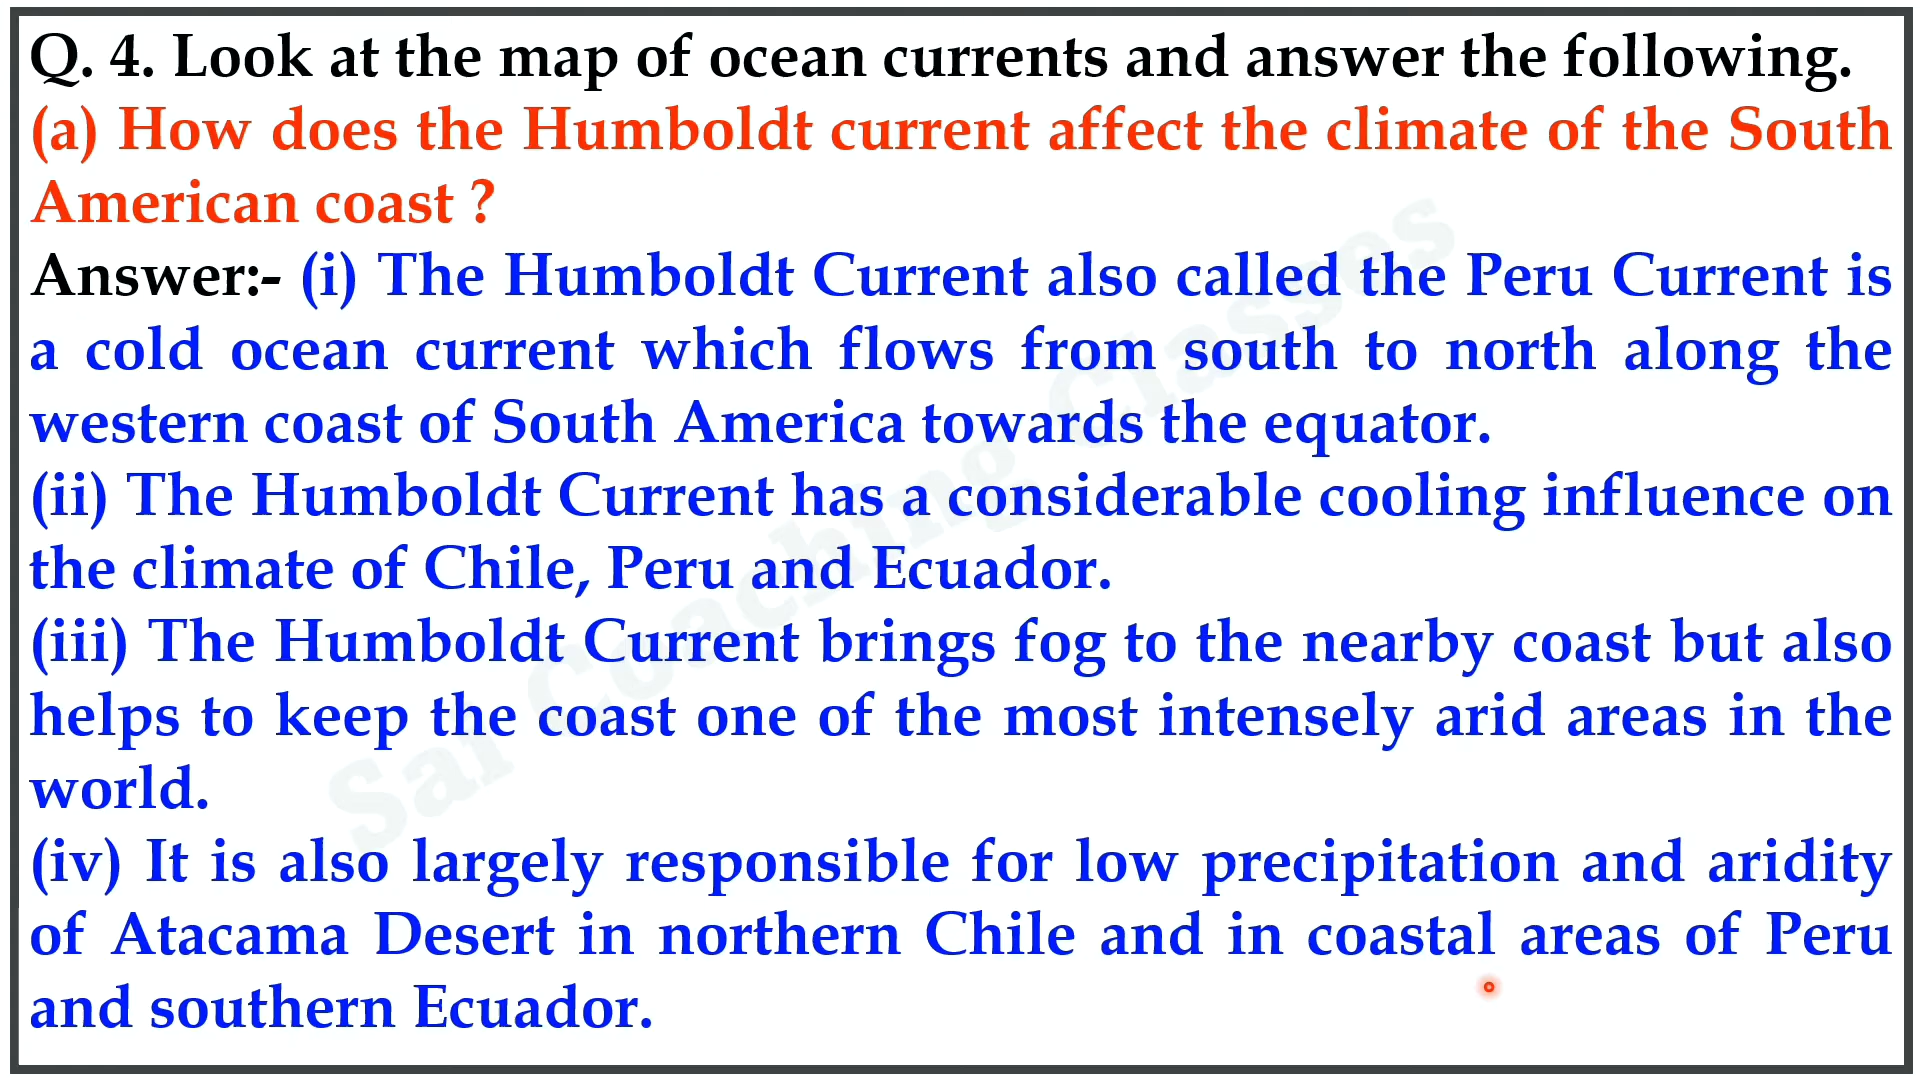 Q. 4. Look at the map of ocean currents and answer the following.
(a) How does the Humboldt current affect the climate of the South
American coast ?
Answer:- (i) The Humboldt Current also called the Peru Current is
a cold ocean current which flows from south to north along the
western coast of South America towards the equator.
(ii) The Humboldt Current has a considerable cooling influence on
the climate of Chile, Peru and Ecuador.
(iii) The Humboldt Current brings fog to the nearby coast but also
helps to keep the coast one of the most intensely arid areas in the
world.
(iv) It is also largely responsible for low precipitation and aridity
of Atacama Desert in northern Chile and in coastal areas of Peru
and southern Ecuador.
Sai Coaching Classes